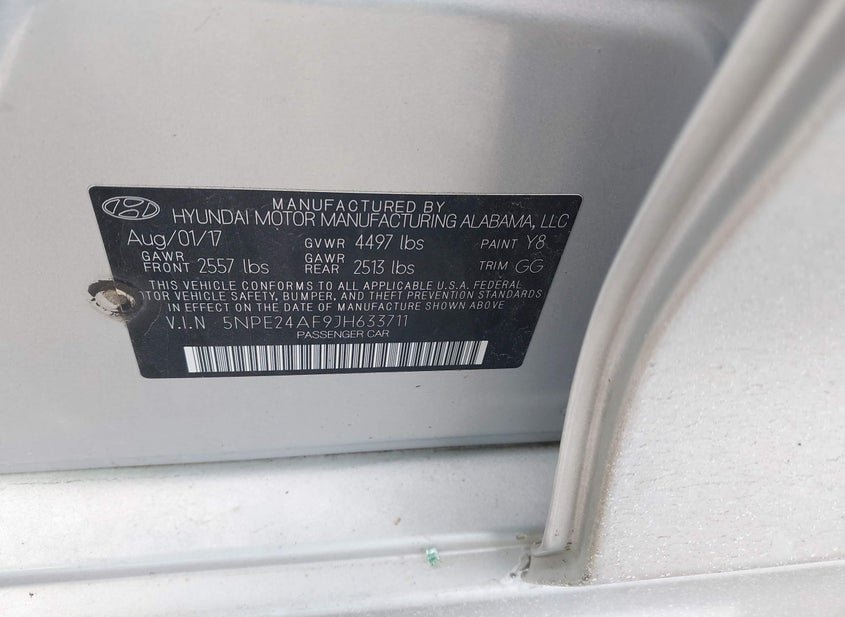 MANUFACTURED BY
HYUNDAI MOTOR MANUFACTURING ALABAMA, LLC
Aug/01/17 GVWR 4497 lbs PAINT Y8
GAWR FRONT 2557 lbs GAWR REAR 2513 lbs TRIM GG
THIS VEHICLE CONFORMS TO ALL APPLICABLE U.S.A. FEDERAL
OTOR VEHICLE SAFETY, BUMPER, AND THEFT PREVENTION STANDARDS
IN EFFECT ON THE DATE OF MANUFACTURE SHOWN ABOVE
V.I.N 5NPE24AF9JH633711
PASSENGER CAR